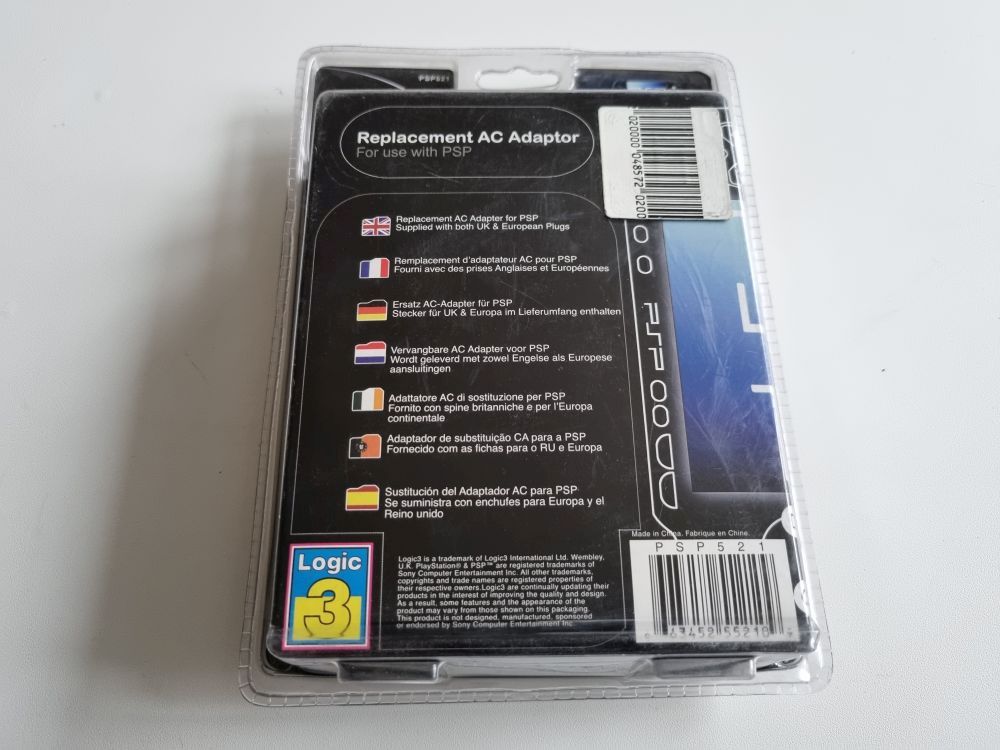 PSP521
Replacement AC Adaptor
For use with PSP
020000 048572 0200
Replacement AC Adapter for PSP
Supplied with both UK & European Plugs
Remplacement d'adaptateur AC pour PSP
Fourni avec des prises Anglaises et Européennes
Ersatz AC-Adapter für PSP
Stecker für UK & Europa im Lieferumfang enthalten
Vervangbare AC Adapter voor PSP
Wordt geleverd met zowel Engelse als Europese
aansluitingen
Adattatore AC di sostituzione per PSP
Fornito con spine britanniche e per l'Europa
continentale
Adaptador de substituição CA para a PSP
Fornecido com as fichas para o RU e Europa
Sustitución del Adaptador AC para PSP
Se suministra con enchufes para Europa y el
Reino unido
PSP
Made in China. Fabrique en Chine.
PSP521
Logic
3
Logic3 is a trademark of Logic3 International Ltd. Wembley,
U.K. PlayStation® & PSP™ are registered trademarks of
Sony Computer Entertainment Inc. All other trademarks,
copyrights and trade names are registered properties of
their respective owners.Logic3 are continually updating their
products in the interest of improving the quality and design.
As a result, some features and the appearance of the
product may vary from those shown on this packaging.
This product is not designed, manufactured, sponsored
or endorsed by Sony Computer Entertainment Inc.